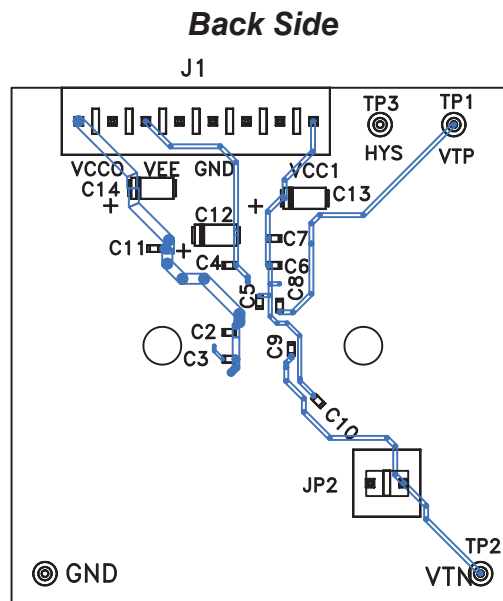 Back Side
J1
TP3
TP1
HYS
VTP
VCCO VEE GND VCC1
C14
C13
C12
C11
C7
C4
C6
C5
C8
C2
C9
C3
C10
JP2
TP2
GND
VTN